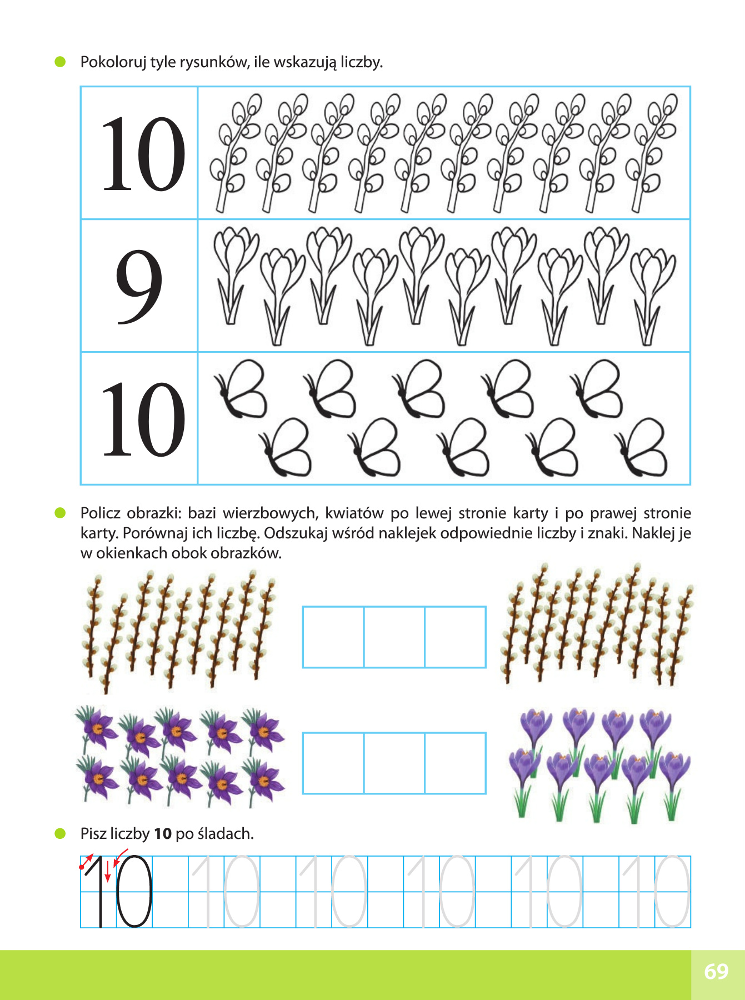 Pokoloruj tyle rysunków, ile wskazują liczby.
10
9
10
Policz obrazki: bazi wierzbowych, kwiatów po lewej stronie karty i po prawej stronie
karty. Porównaj ich liczbę. Odszukaj wśród naklejek odpowiednie liczby i znaki. Naklej je
w okienkach obok obrazków.
Pisz liczby 10 po śladach.
10 10 10 10 10 10
69